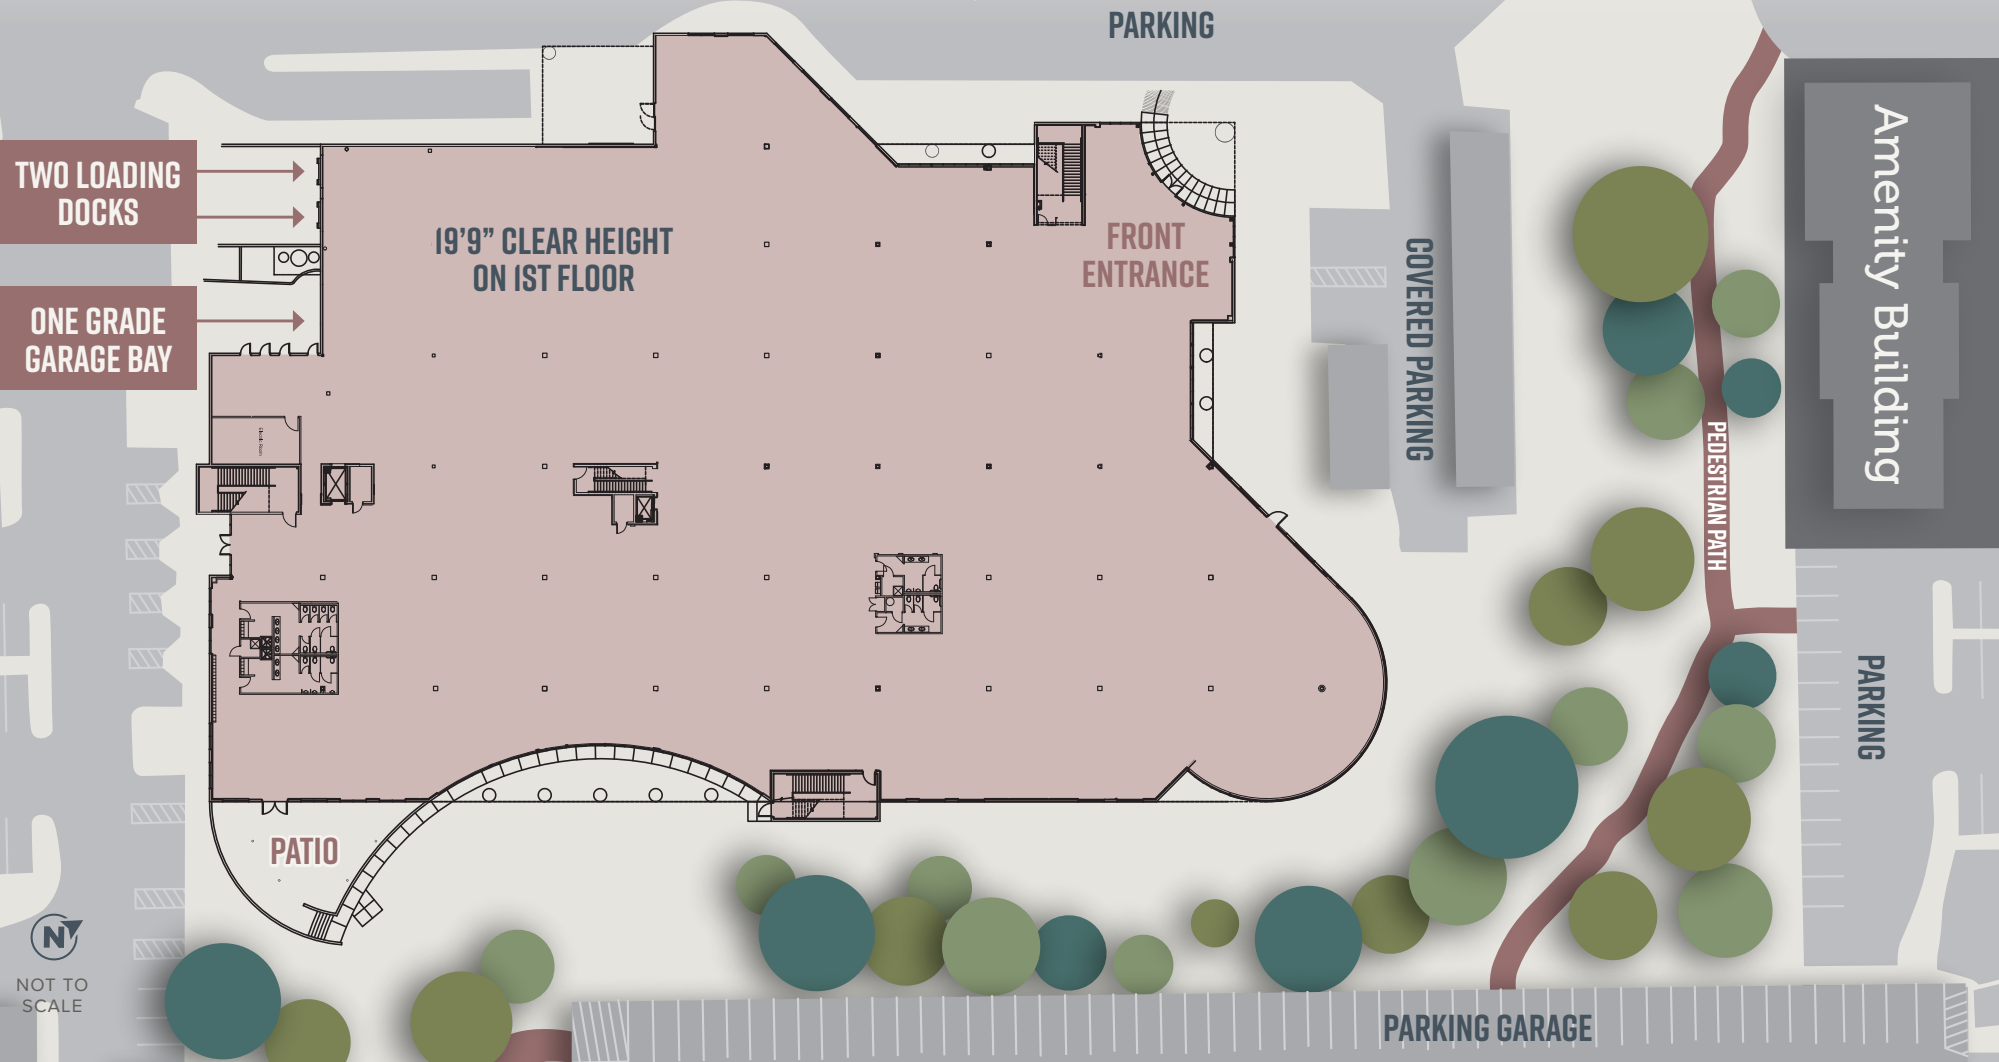 PARKING
TWO LOADING
DOCKS
19’9” CLEAR HEIGHT
ON 1ST FLOOR
FRONT
ENTRANCE
ONE GRADE
GARAGE BAY
COVERED PARKING
Amenity Building
PEDESTRIAN PATH
PARKING
PATIO
N
NOT TO
SCALE
PARKING GARAGE